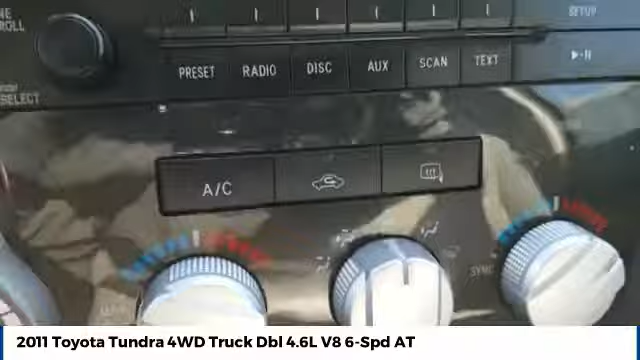 SETUP
PRESET RADIO DISC AUX SCAN TEXT
SELECT
A/C
SYNC
2011 Toyota Tundra 4WD Truck Dbl 4.6L V8 6-Spd AT